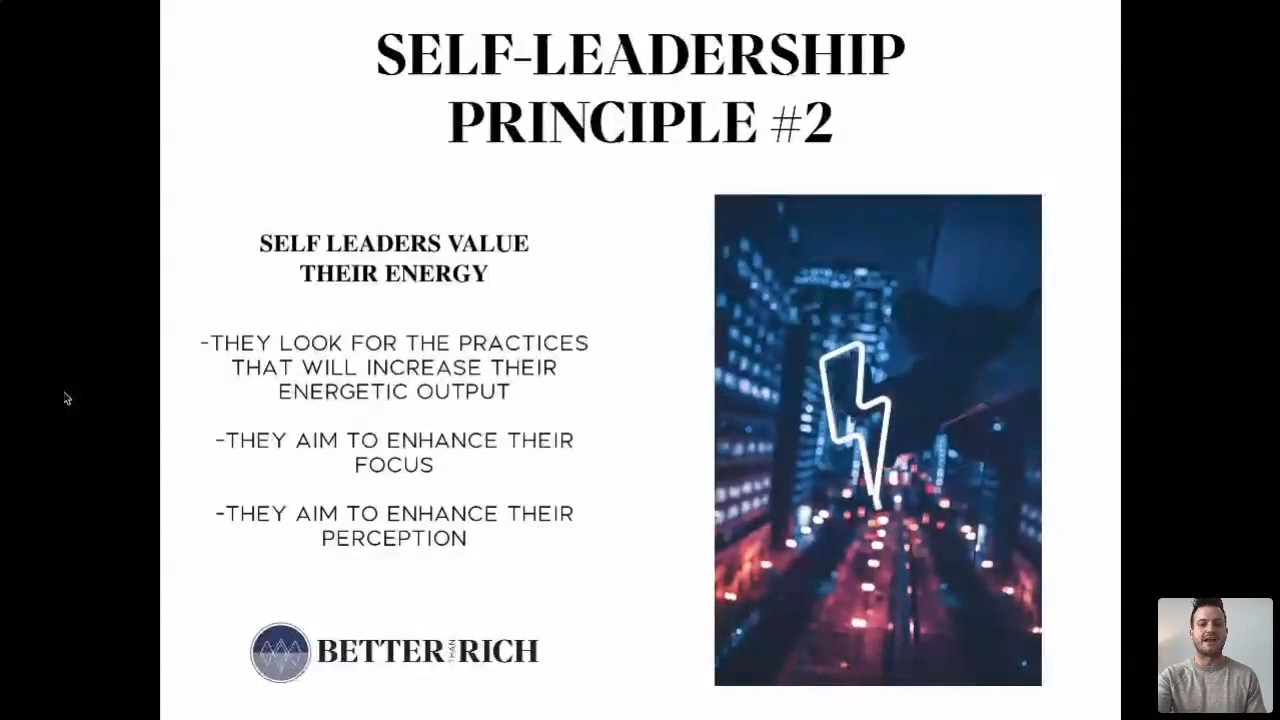 SELF-LEADERSHIP
PRINCIPLE #2
SELF LEADERS VALUE
THEIR ENERGY
-THEY LOOK FOR THE PRACTICES
THAT WILL INCREASE THEIR
ENERGETIC OUTPUT
-THEY AIM TO ENHANCE THEIR
FOCUS
-THEY AIM TO ENHANCE THEIR
PERCEPTION
BETTER THAN RICH